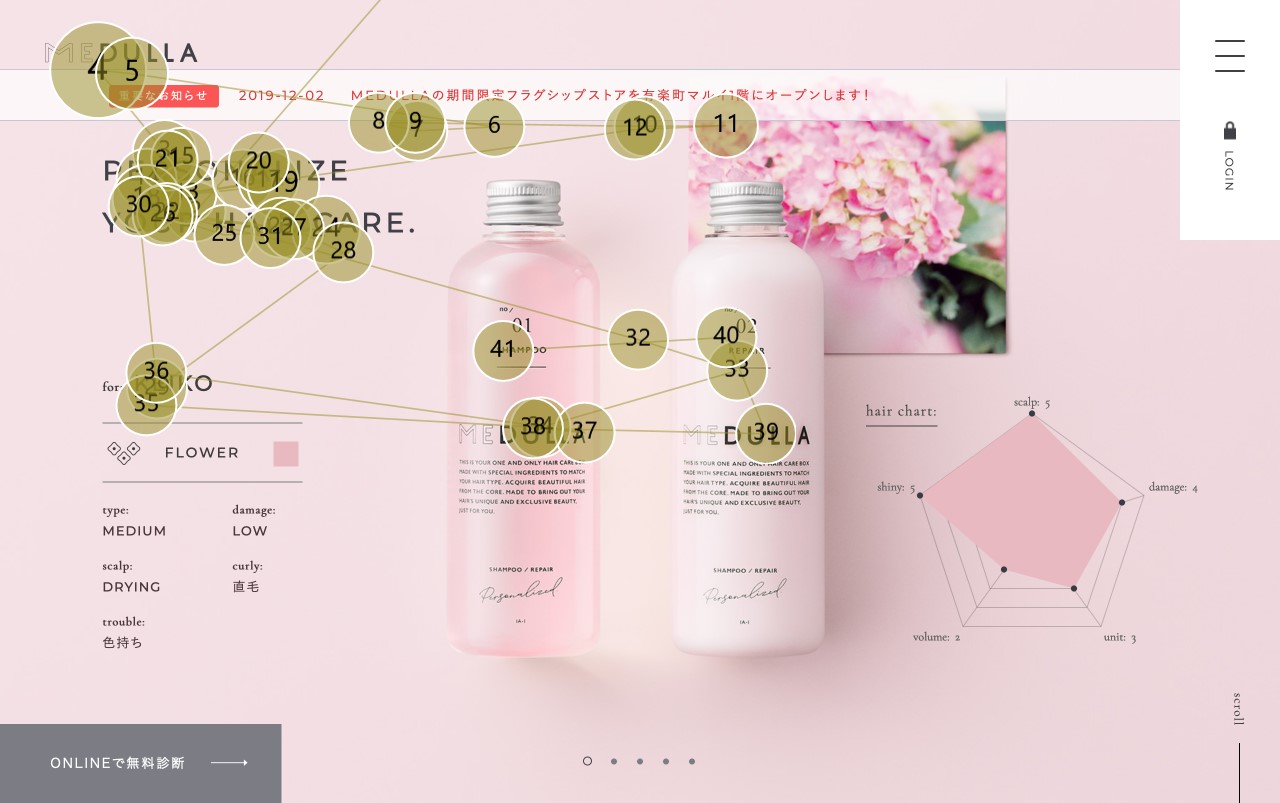 MEDULLA
重要なお知らせ 2019-12-02 MEDULLAの期間限定フラグシップストアを有楽町マルイ1階にオープンします!
LOGIN
CARE.
for:
FLOWER
type:
MEDIUM
damage:
LOW
scalp:
DRYING
curly:
直毛
trouble:
色持ち
ONLINEで無料診断
no/
01
SHAMPOO
MEDULLA
THIS IS YOUR ONE AND ONLY HAIR CARE BOX
MADE WITH SPECIAL INGREDIENTS TO MATCH
YOUR HAIR TYPE. ACQUIRE BEAUTIFUL HAIR
FROM THE CORE. MADE TO BRING OUT YOUR
HAIR'S UNIQUE AND EXCLUSIVE BEAUTY,
JUST FOR YOU.
SHAMPOO / REPAIR
Personalized
no/
02
REPAIR
MEDULLA
THIS IS YOUR ONE AND ONLY HAIR CARE BOX
MADE WITH SPECIAL INGREDIENTS TO MATCH
YOUR HAIR TYPE. ACQUIRE BEAUTIFUL HAIR
FROM THE CORE. MADE TO BRING OUT YOUR
HAIR'S UNIQUE AND EXCLUSIVE BEAUTY,
JUST FOR YOU.
SHAMPOO / REPAIR
Personalized
hair chart:
scalp: 5
shiny: 5
damage: 4
volume: 2
unit: 3
scroll
4
5
8
9
7
6
12
10
11
21
15
20
19
30
25
31
27
24
28
32
40
41
33
36
35
38
34
37
39